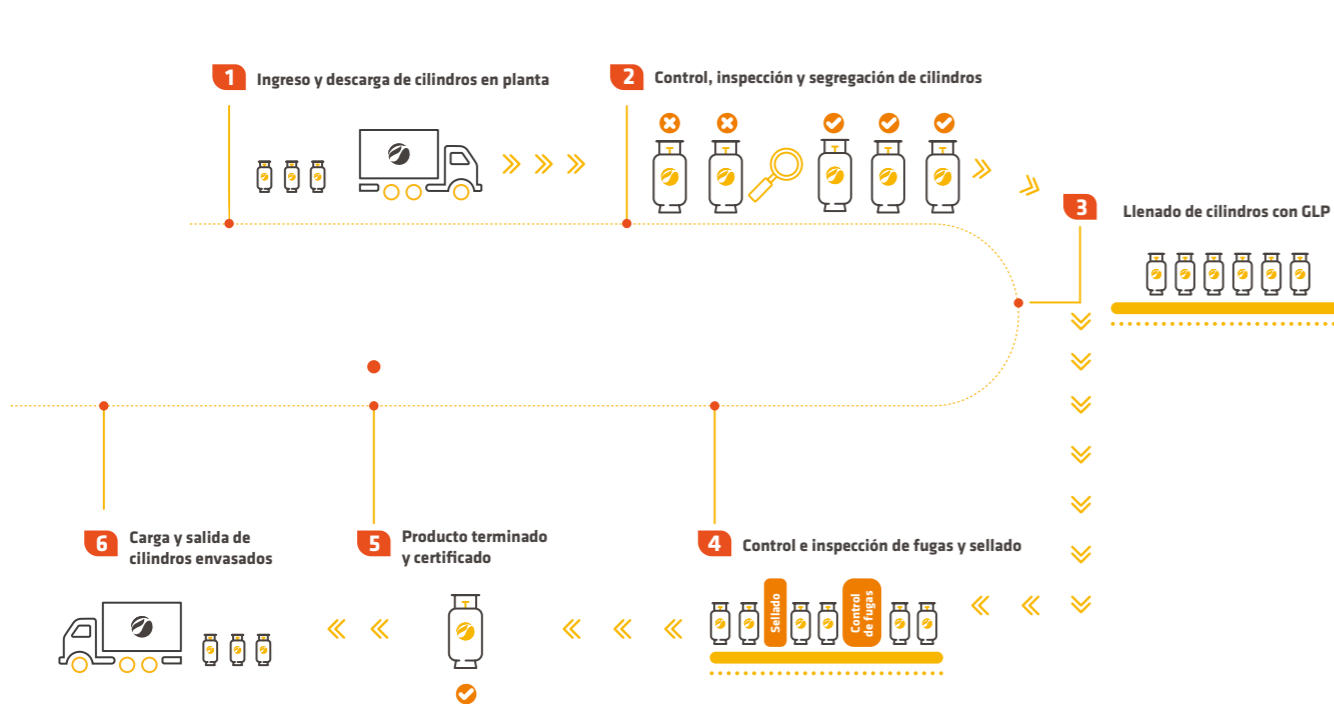 1 Ingreso y descarga de cilindros en planta
2 Control, inspección y segregación de cilindros
3 Llenado de cilindros con GLP
4 Control e inspección de fugas y sellado
Sellado
Control
de fugas
5 Producto terminado
y certificado
6 Carga y salida de
cilindros envasados